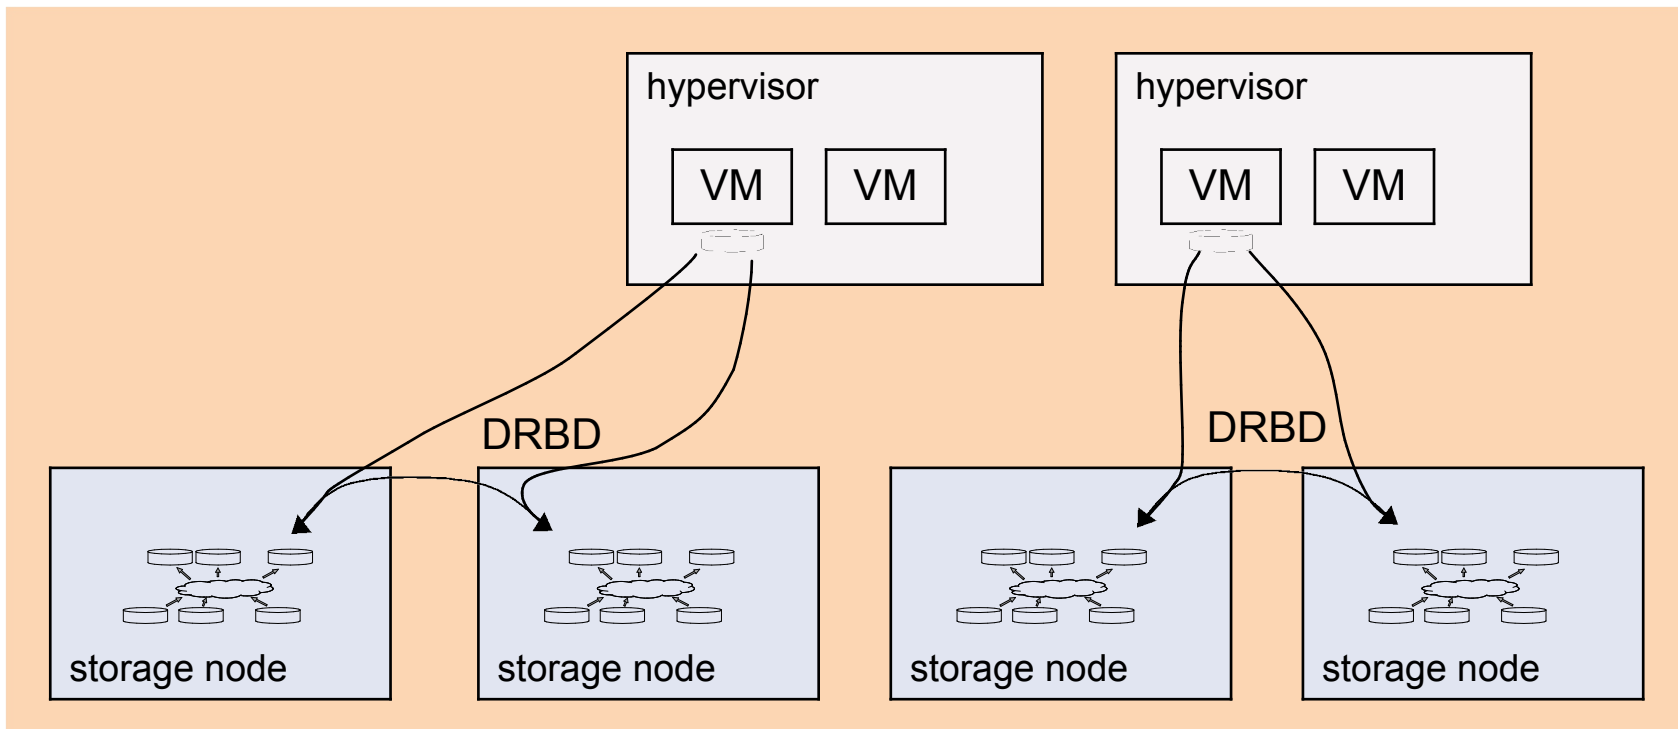 hypervisor
hypervisor
VM
VM
VM
VM
DRBD
DRBD
storage node
storage node
storage node
storage node